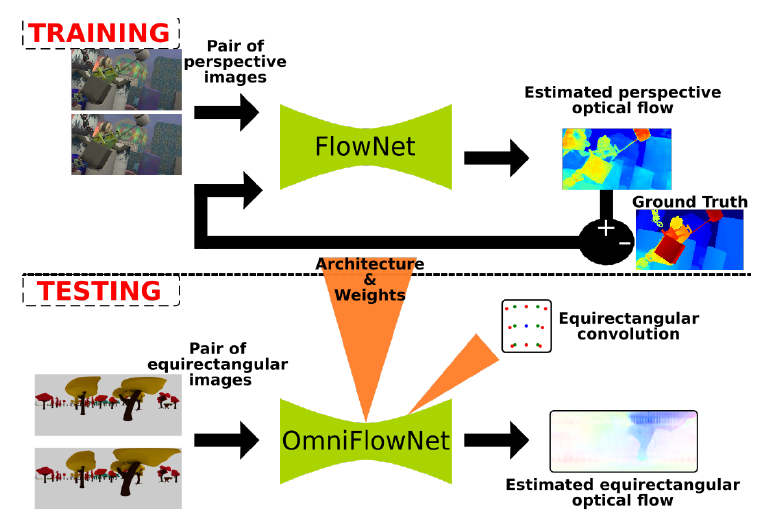 TRAINING
Pair of
perspective
images
FlowNet
Estimated perspective
optical flow
Ground Truth
+
−
Architecture
&
Weights
TESTING
Pair of
equirectangular
images
Equirectangular
convolution
OmniFlowNet
Estimated equirectangular
optical flow